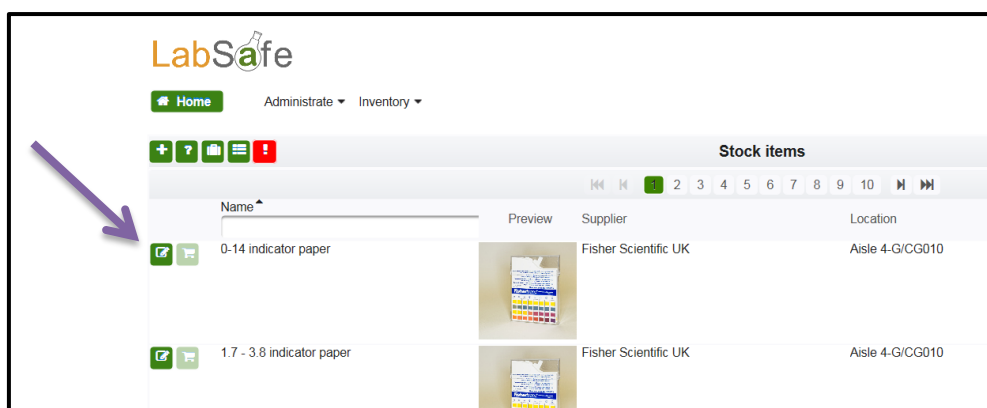 LabSafe
Home Administrate Inventory
+ ? !
Stock items
1 2 3 4 5 6 7 8 9 10
Name Preview Supplier Location
0-14 indicator paper Fisher Scientific UK Aisle 4-G/CG010
1.7 - 3.8 indicator paper Fisher Scientific UK Aisle 4-G/CG010